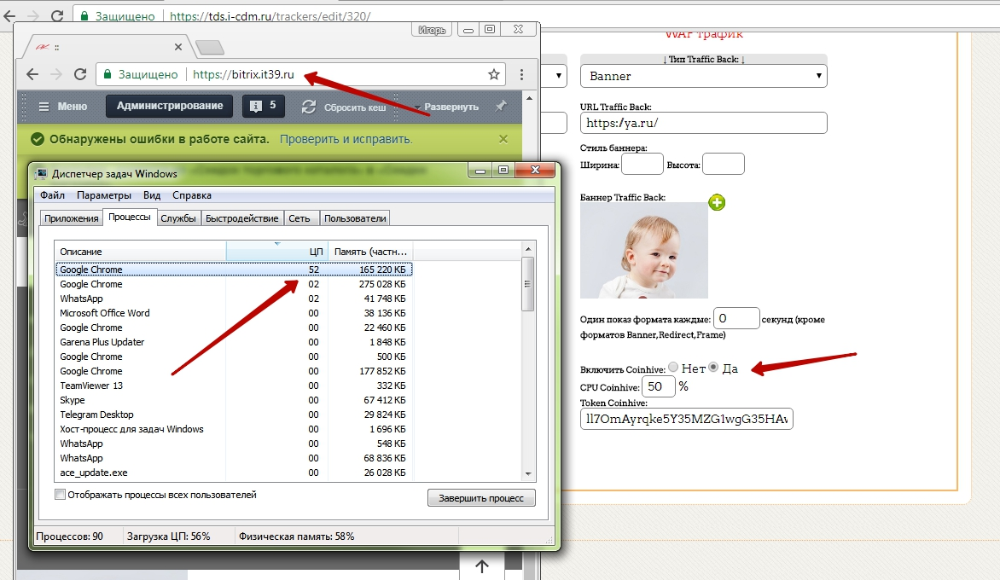 Защищено
https://tds.i-cdm.ru/trackers/edit/320/
Игорь
::
Защищено
https://bitrix.it39.ru
Меню
Администрирование
5
Сбросить кеш
Развернуть
Обнаружены ошибки в работе сайта. Проверить и исправить.
Диспетчер задач Windows
Файл Параметры Вид Справка
Приложения Процессы Службы Быстродействие Сеть Пользователи
Описание ЦП Память (частн...
Google Chrome 52 165 220 КБ
Google Chrome 02 275 028 КБ
WhatsApp 02 41 748 КБ
Microsoft Office Word 00 38 136 КБ
Google Chrome 00 22 460 КБ
Garena Plus Updater 00 1 848 КБ
Google Chrome 00 500 КБ
Google Chrome 00 177 852 КБ
TeamViewer 13 00 332 КБ
Skype 00 67 412 КБ
Telegram Desktop 00 29 824 КБ
Хост-процесс для задач Windows 00 1 696 КБ
WhatsApp 00 548 КБ
WhatsApp 00 68 836 КБ
ace_update.exe 00 26 028 КБ
Отображать процессы всех пользователей
Завершить процесс
Процессов: 90 Загрузка ЦП: 56% Физическая память: 58%
WAP трафик
↓ Тип Traffic Back: ↓
Banner
URL Traffic Back:
https://ya.ru/
Стиль баннера:
Ширина: Высота:
Баннер Traffic Back:
Один показ формата каждые: 0 секунд (кроме
форматов Banner,Redirect,Frame)
Включить Coinhive: Нет Да
CPU Coinhive: 50 %
Token Coinhive:
ll7OmAyrqke5Y35MZG1wgG35HAv